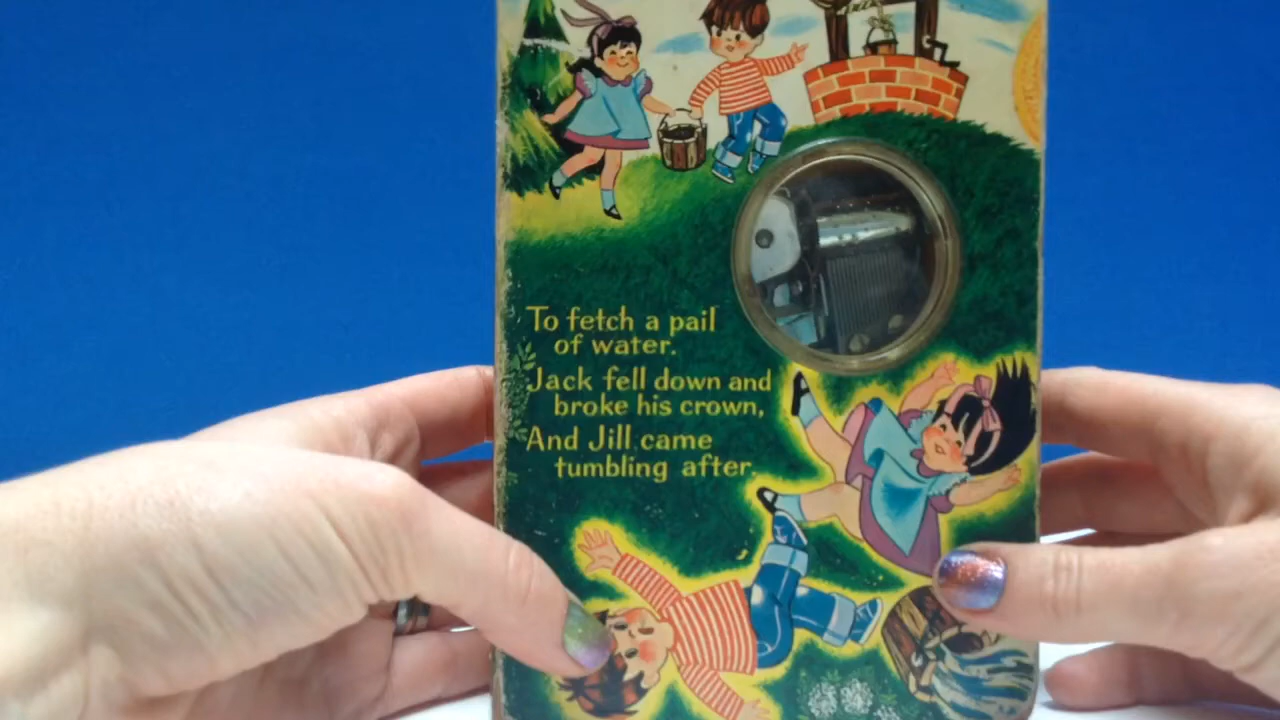 To fetch a pail
of water.
Jack fell down and
broke his crown,
And Jill came
tumbling after.